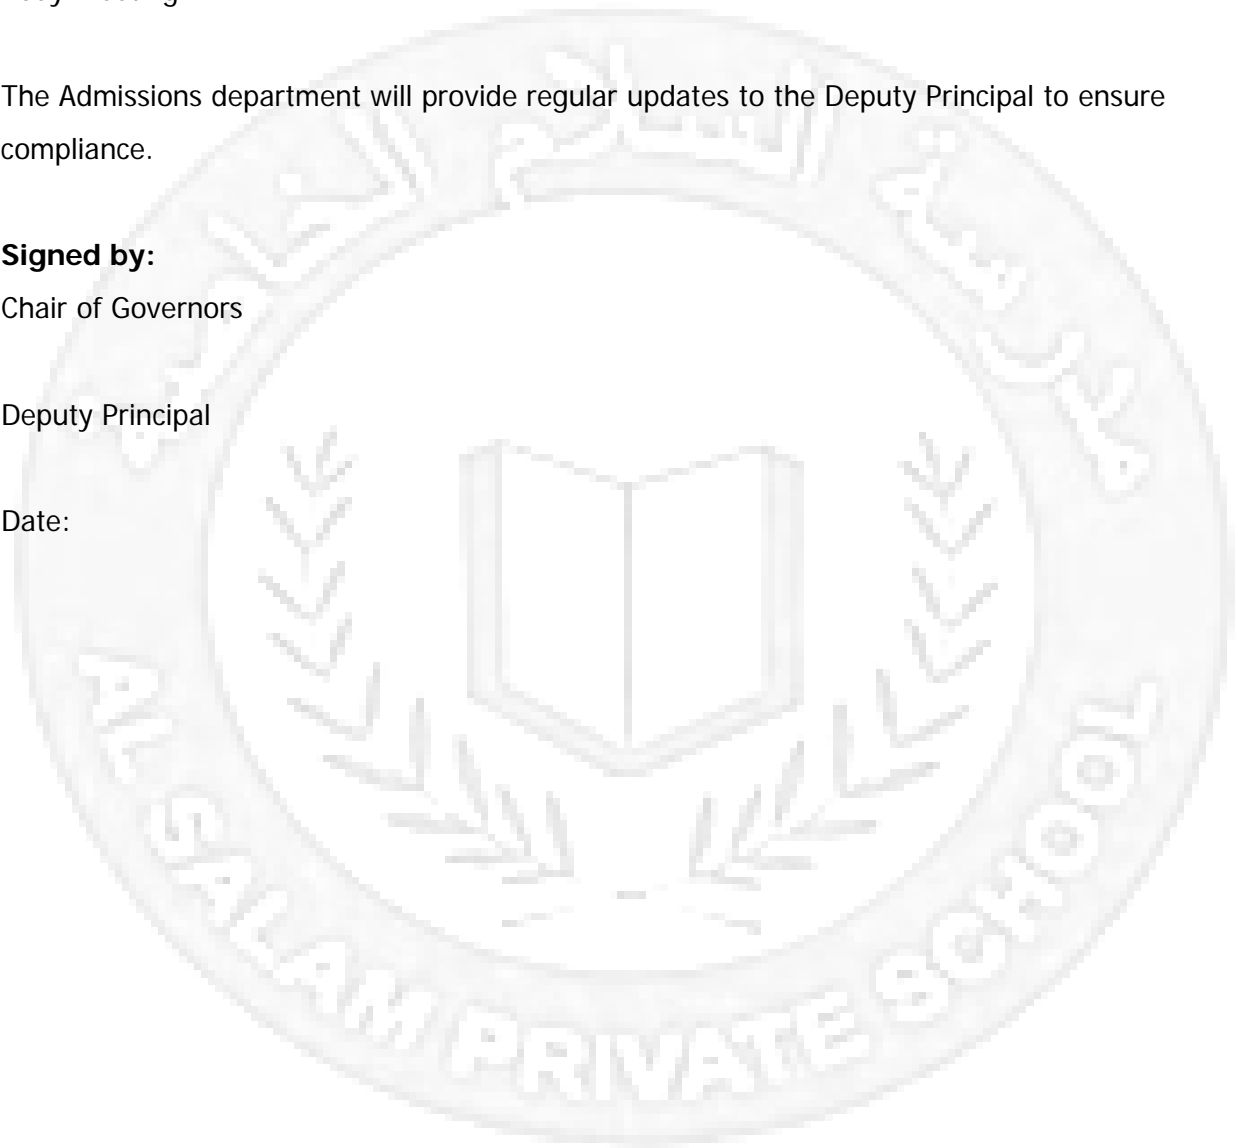 The Admissions department will provide regular updates to the Deputy Principal to ensure
compliance.
Signed by:
Chair of Governors
Deputy Principal
Date:
AL SALAM PRIVATE SCHOOL